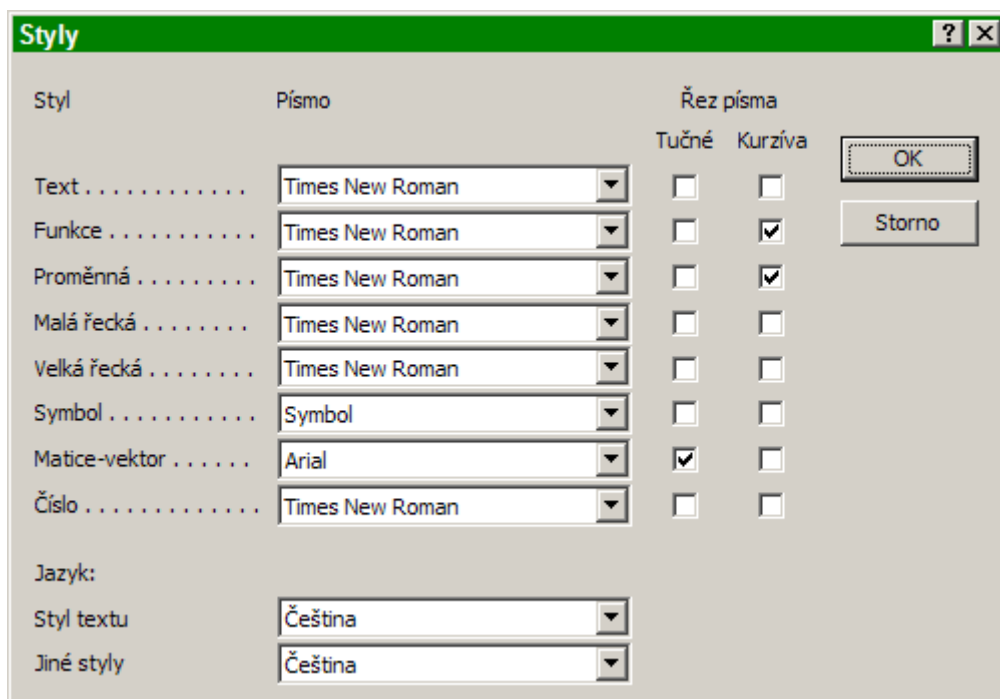 Styly
Styl Písmo Řez písma
Tučné Kurzíva
OK
Text . . . . . . . . . . . . Times New Roman
Storno
Funkce . . . . . . . . . . . Times New Roman
Proměnná . . . . . . . . . Times New Roman
Malá řecká . . . . . . . . Times New Roman
Velká řecká . . . . . . . . Times New Roman
Symbol . . . . . . . . . . . Symbol
Matice-vektor . . . . . . Arial
Číslo . . . . . . . . . . . . . Times New Roman
Jazyk:
Styl textu Čeština
Jiné styly Čeština